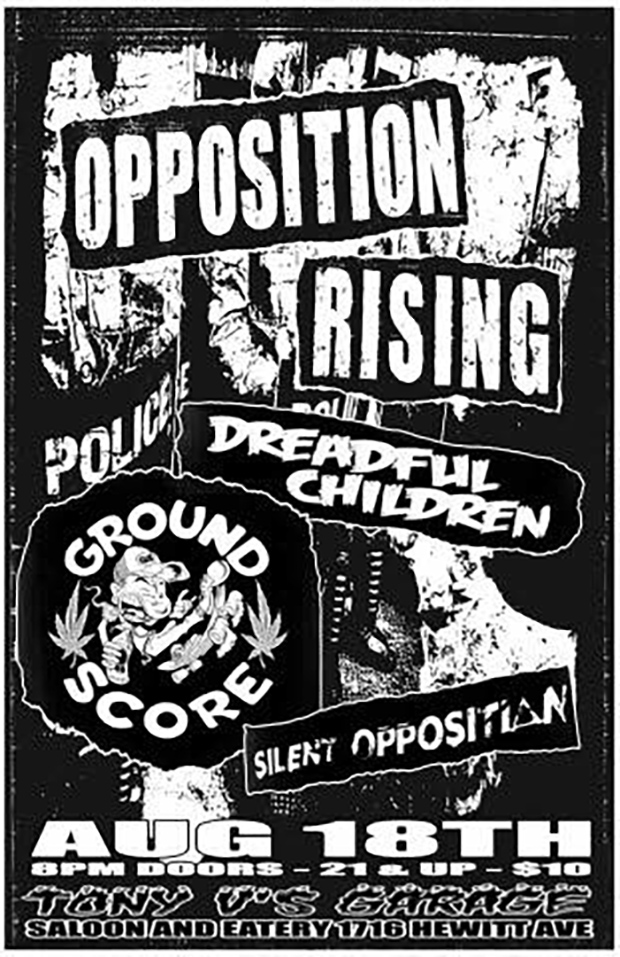 OPPOSITION
RISING
POLICE
DREADFUL
CHILDREN
GROUND
SCORE
SILENT OPPOSITIAN
AUG 18TH
8PM DOORS - 21 & UP - $10
TONY V'S GARAGE
SALOON AND EATERY 1716 HEWITT AVE